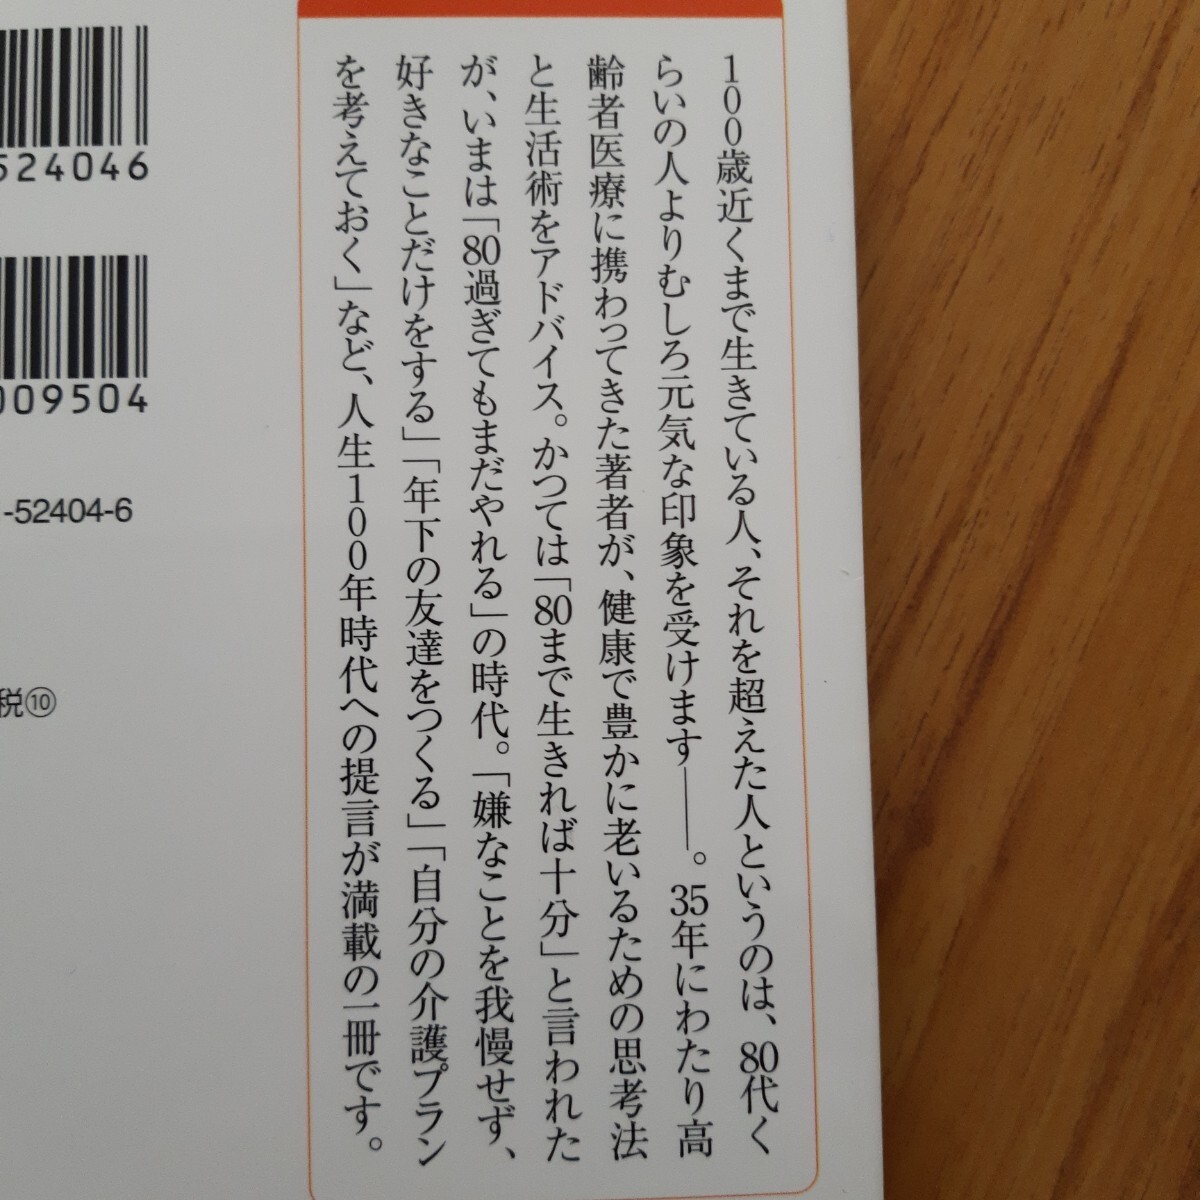 100歳近くまで生きている人、それを超えた人というのは、80代く
らいの人よりむしろ元気な印象を受けます――。35年にわたり高
齢者医療に携わってきた著者が、健康で豊かに老いるための思考法
と生活術をアドバイス。かつては「80まで生きれば十分」と言われた
が、いまは「80過ぎてもまだやれる」の時代。「嫌なことを我慢せず、
好きなことだけをする」「年下の友達をつくる」「自分の介護プラン
を考えておく」など、人生100年時代への提言が満載の一冊です。
524046
009504
-52404-6
税⑩